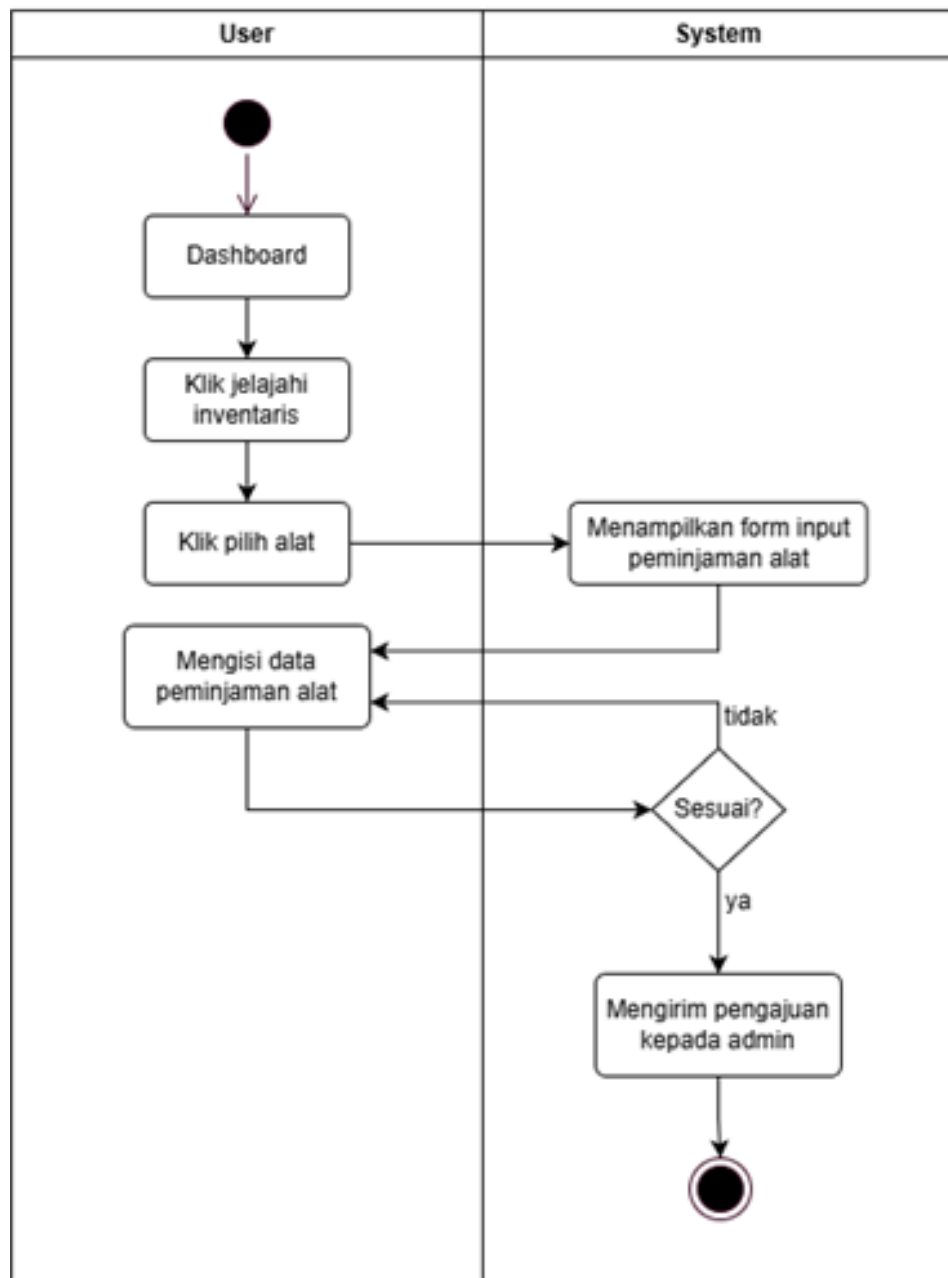 User
System
Dashboard
Klik jelajahi
inventaris
Klik pilih alat
Menampilkan form input
peminjaman alat
Mengisi data
peminjaman alat
tidak
Sesuai?
ya
Mengirim pengajuan
kepada admin